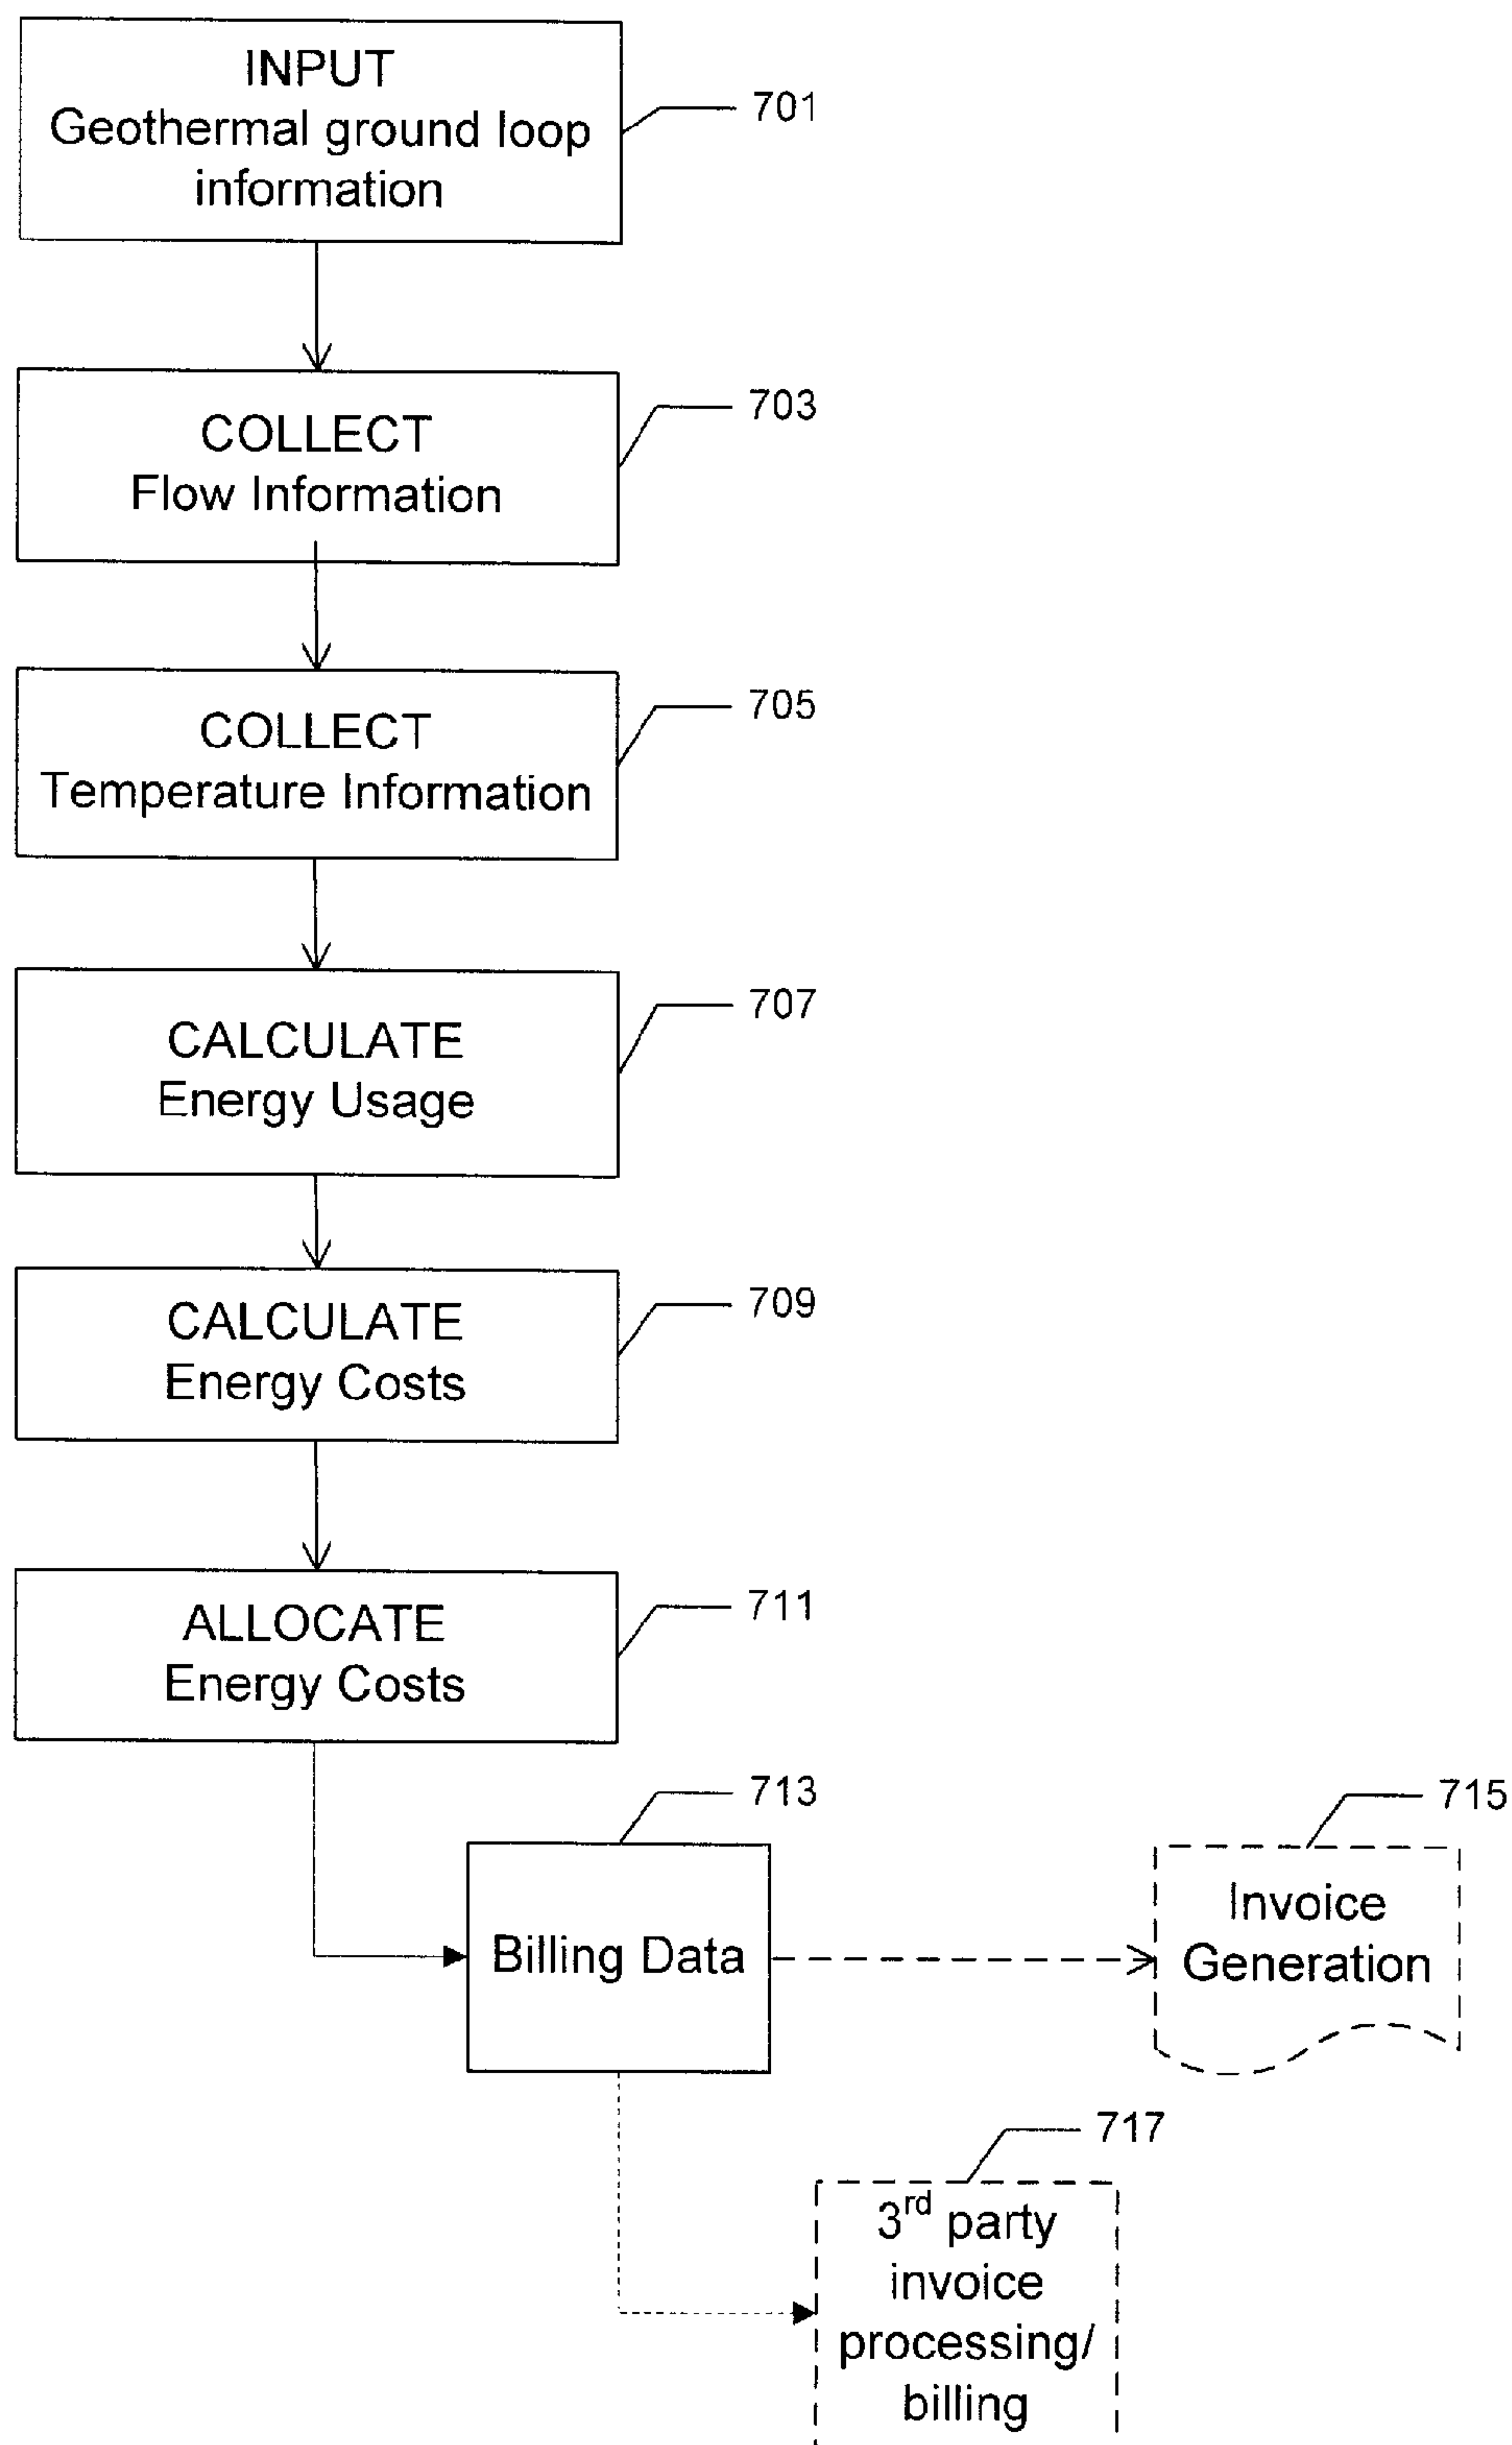 INPUT
Geothermal ground loop
information
701
COLLECT
Flow Information
703
COLLECT
Temperature Information
705
CALCULATE
Energy Usage
707
CALCULATE
Energy Costs
709
ALLOCATE
Energy Costs
711
713
Billing Data
715
Invoice
Generation
717
3rd party
invoice
processing/
billing